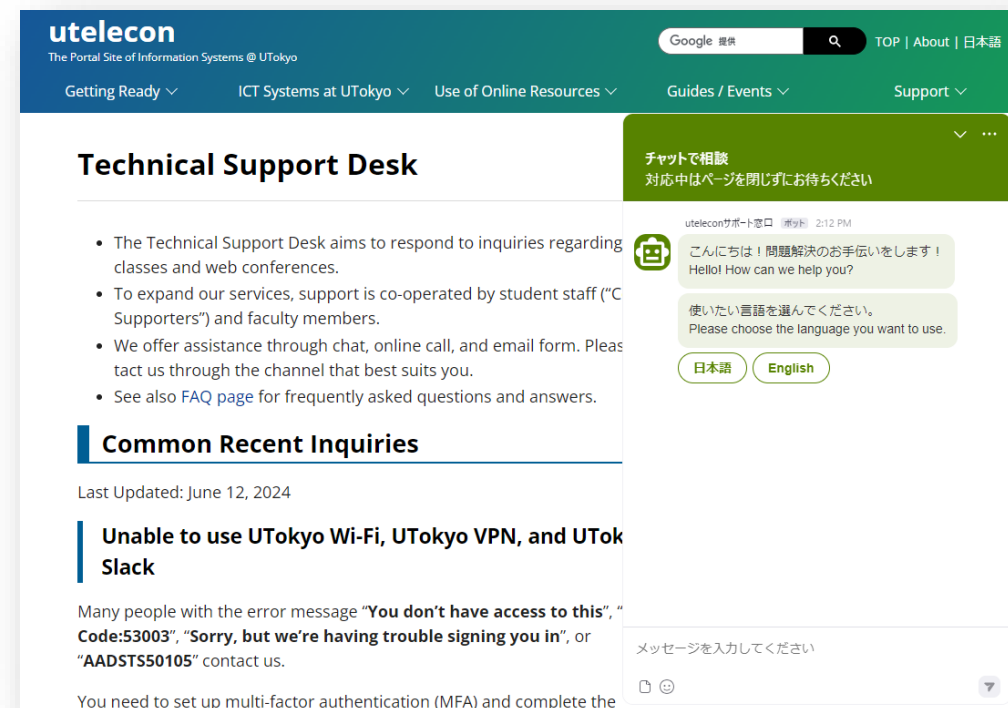 utelecon
The Portal Site of Information Systems @ UTokyo
Google 提供
TOP | About | 日本語
Getting Ready
ICT Systems at UTokyo
Use of Online Resources
Guides / Events
Support
Technical Support Desk
The Technical Support Desk aims to respond to inquiries regarding
classes and web conferences.
To expand our services, support is co-operated by student staff (“C
Supporters”) and faculty members.
We offer assistance through chat, online call, and email form. Pleas
tact us through the channel that best suits you.
See also FAQ page for frequently asked questions and answers.
Common Recent Inquiries
Last Updated: June 12, 2024
Unable to use UTokyo Wi-Fi, UTokyo VPN, and UTok
Slack
Many people with the error message “You don’t have access to this”, “
Code:53003”, “Sorry, but we’re having trouble signing you in”, or
“AADSTS50105” contact us.
You need to set up multi-factor authentication (MFA) and complete the
チャットで相談
対応中はページを閉じずにお待ちください
uteleconサポート窓口 ボット 2:12 PM
こんにちは！問題解決のお手伝いをします！
Hello! How can we help you?
使いたい言語を選んでください。
Please choose the language you want to use.
日本語
English
メッセージを入力してください